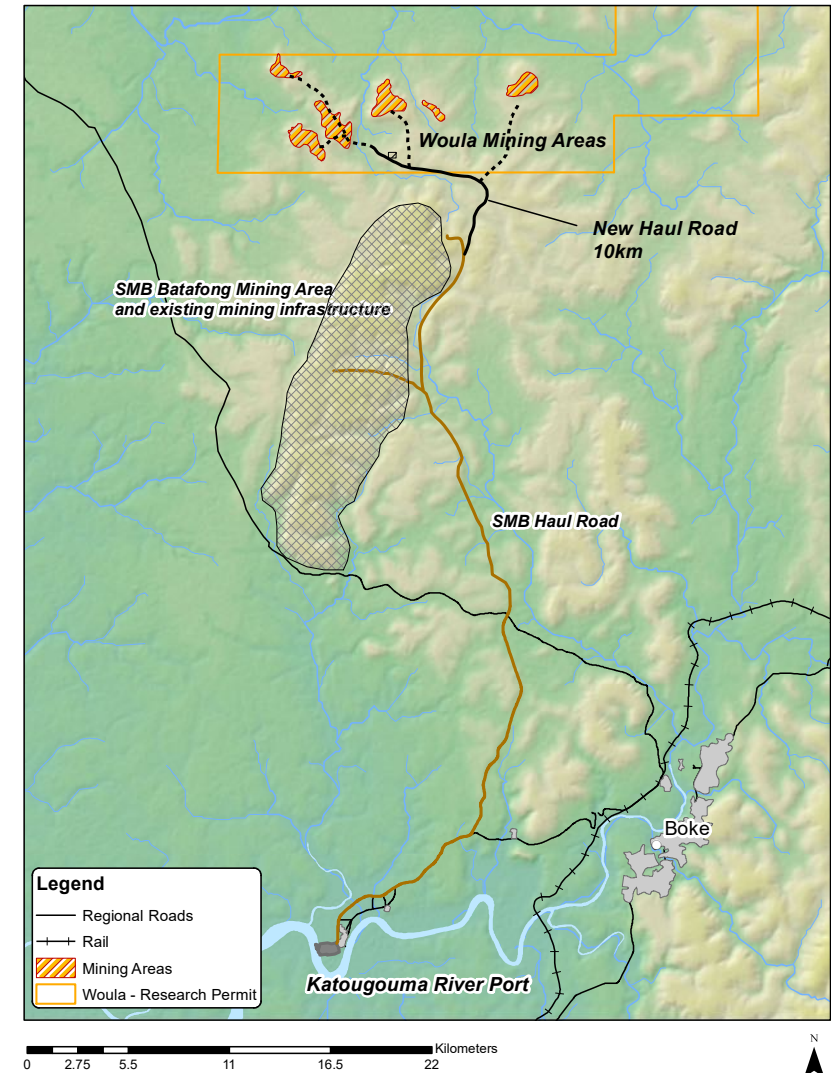 Woula Mining Areas
New Haul Road
10km
SMB Batafong Mining Area
and existing mining infrastructure
SMB Haul Road
Boke
Katougouma River Port
Legend
Regional Roads
Rail
Mining Areas
Woula - Research Permit
Kilometers
0 2.75 5.5 11 16.5 22
N